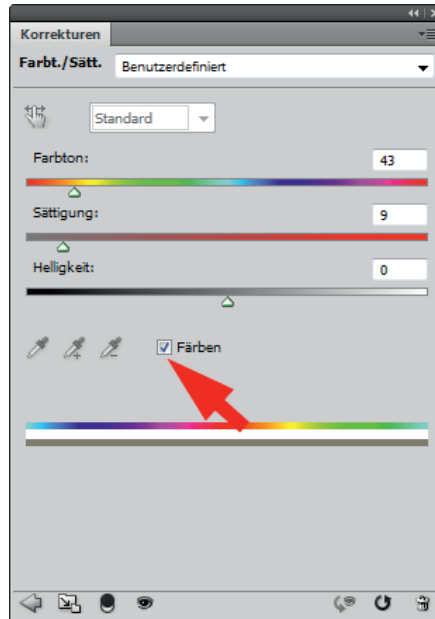 Korrekturen
Farbt./Sätt. Benutzerdefiniert
Standard
Farbton: 43
Sättigung: 9
Helligkeit: 0
Färben